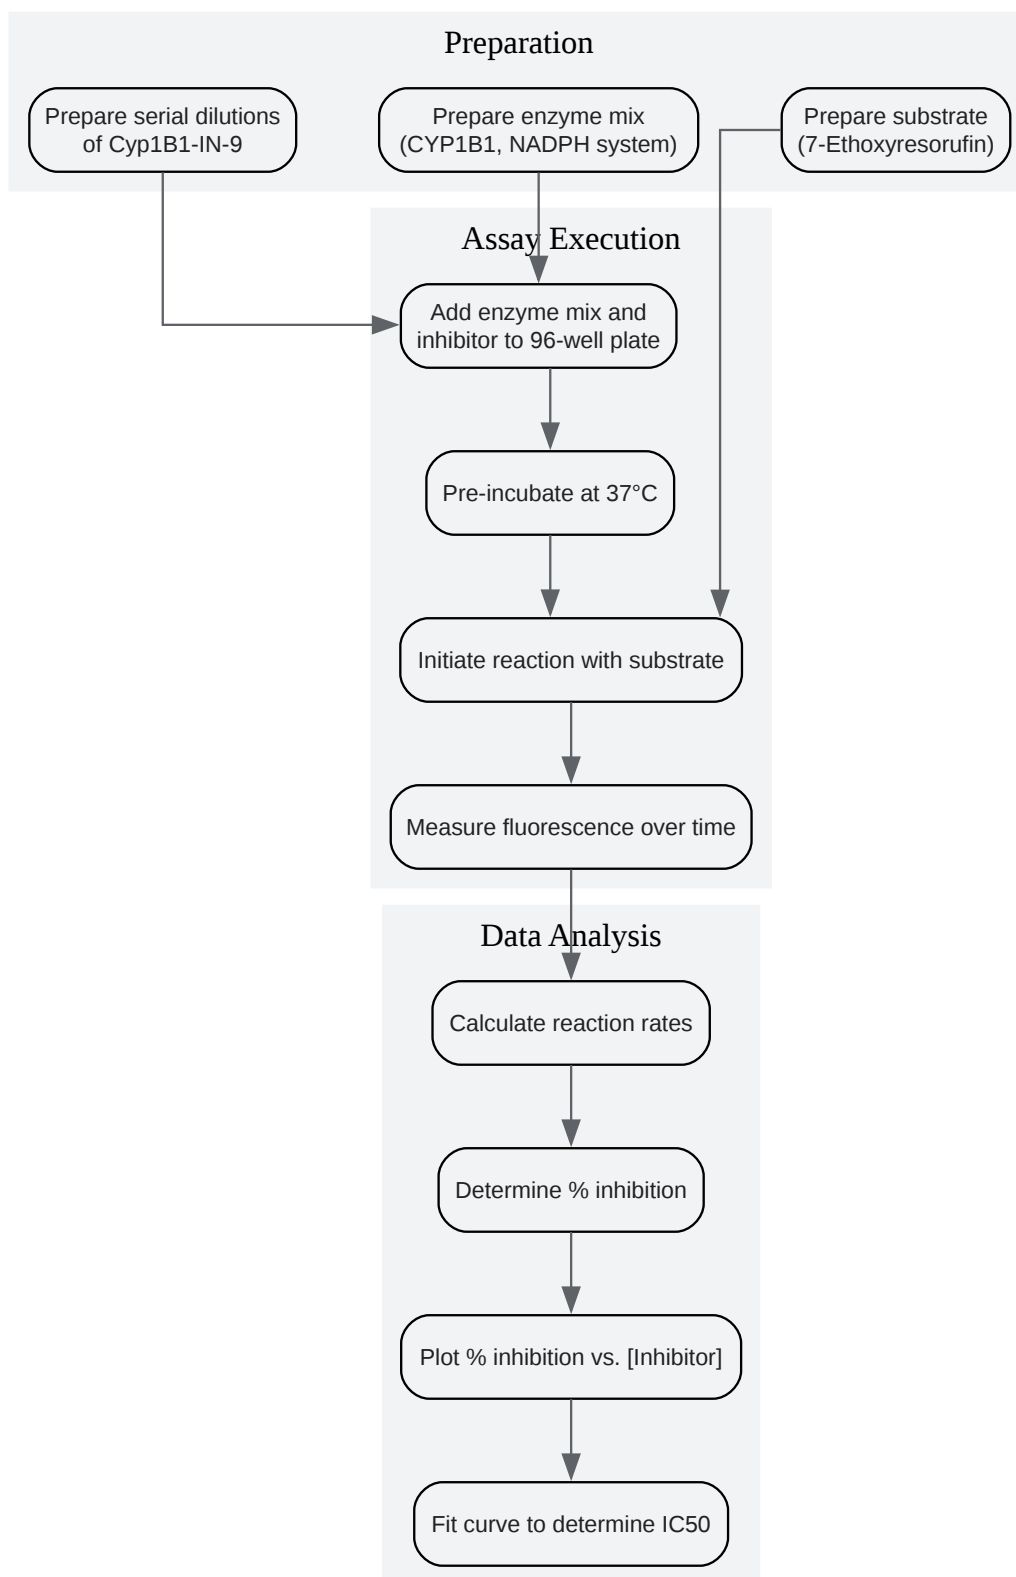 Preparation
Prepare serial dilutions
of Cyp1B1-IN-9
Prepare enzyme mix
(CYP1B1, NADPH system)
Prepare substrate
(7-Ethoxyresorufin)
Assay Execution
Add enzyme mix and
inhibitor to 96-well plate
Pre-incubate at 37°C
Initiate reaction with substrate
Measure fluorescence over time
Data Analysis
Calculate reaction rates
Determine % inhibition
Plot % inhibition vs. [Inhibitor]
Fit curve to determine IC50